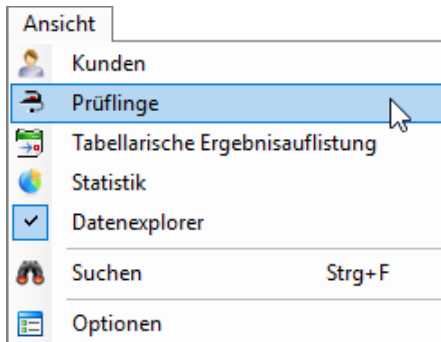 Ansicht
Kunden
Prüflinge
Tabellarische Ergebnisauflistung
Statistik
Datenexplorer
Suchen Strg+F
Optionen